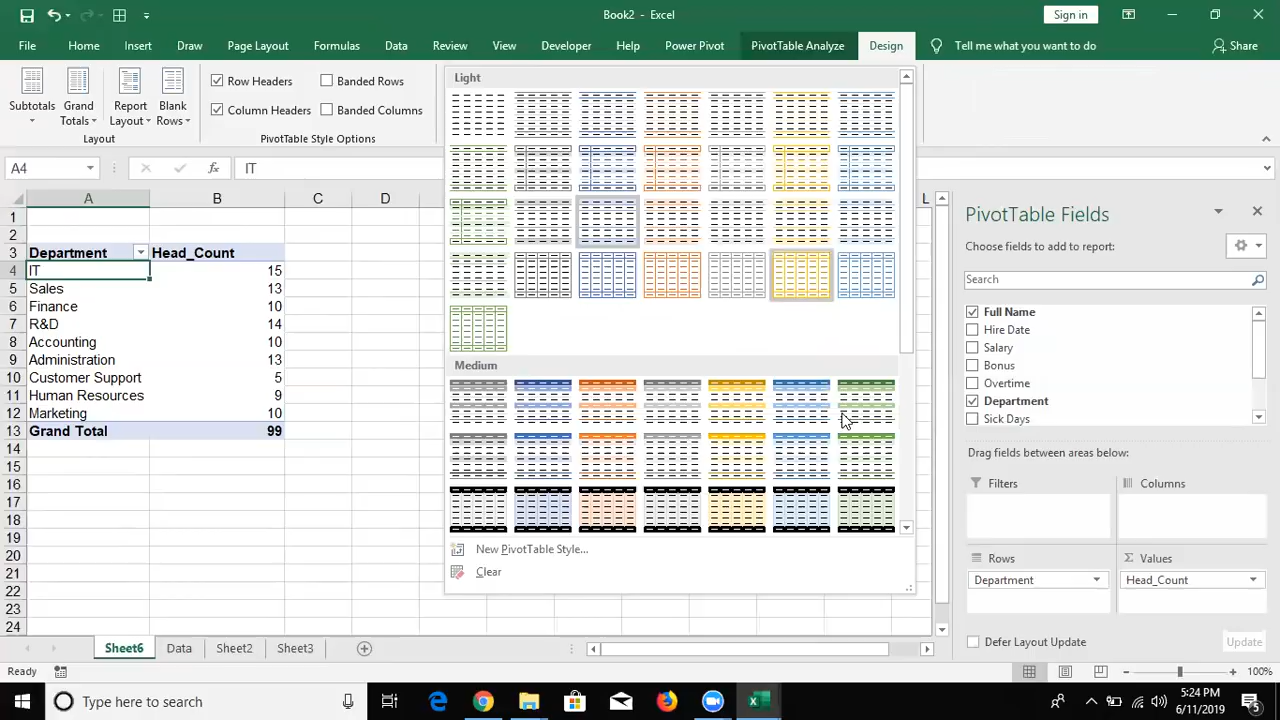 Book2 - Excel
Sign in
File Home Insert Draw Page Layout Formulas Data Review View Developer Help Power Pivot PivotTable Analyze Design Tell me what you want to do Share
Subtotals
Grand Totals
Report Layout
Blank Rows
Layout
Row Headers
Banded Rows
Column Headers
Banded Columns
PivotTable Style Options
Light
Medium
New PivotTable Style...
Clear
A4 fx IT
A B C D L
1
2
3 Department Head_Count
4 IT 15
5 Sales 13
6 Finance 10
7 R&D 14
8 Accounting 10
9 Administration 13
10 Customer Support 5
11 Human Resources 9
12 Marketing 10
13 Grand Total 99
14
15
16
17
18
19
20
21
22
23
24
PivotTable Fields
Choose fields to add to report:
Search
Full Name
Hire Date
Salary
Bonus
Overtime
Department
Sick Days
Drag fields between areas below:
Filters
Columns
Rows
Σ Values
Department
Head_Count
Defer Layout Update
Update
Sheet6 Data Sheet2 Sheet3
Ready
100%
Type here to search
5:24 PM
6/11/2019
5